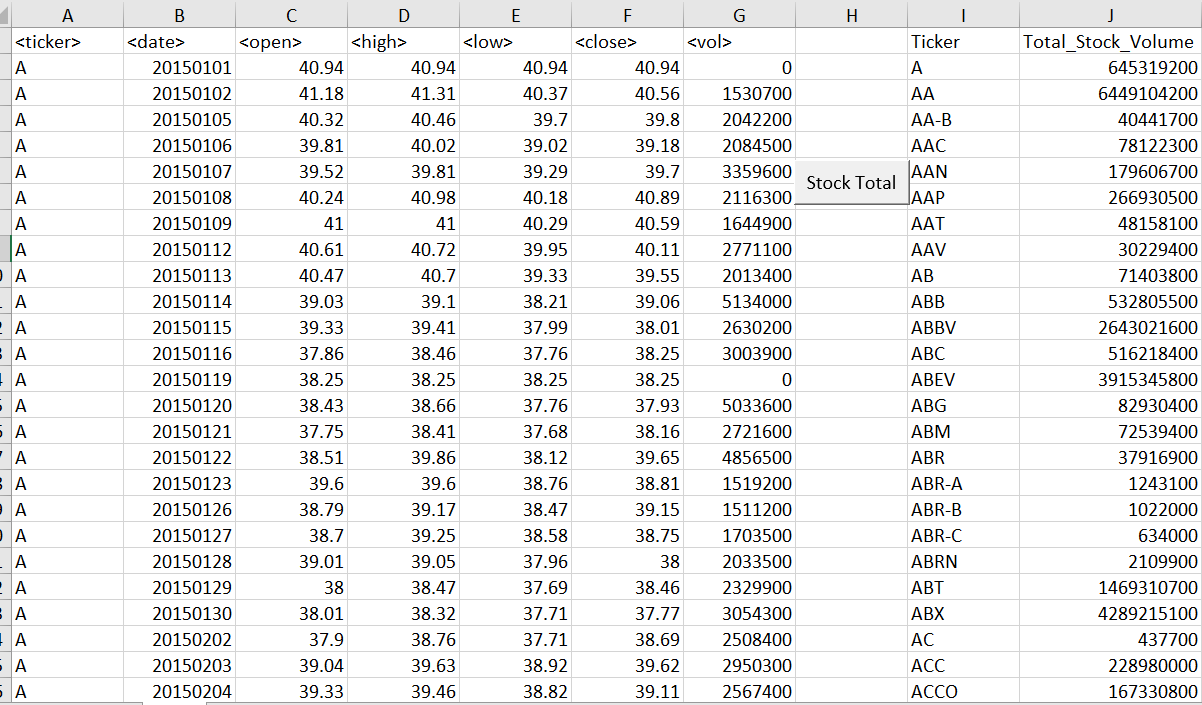 A B C D E F G H I J
<ticker> <date> <open> <high> <low> <close> <vol> Ticker Total_Stock_Volume
A 20150101 40.94 40.94 40.94 40.94 0 A 645319200
A 20150102 41.18 41.31 40.37 40.56 1530700 AA 6449104200
A 20150105 40.32 40.46 39.7 39.8 2042200 AA-B 40441700
A 20150106 39.81 40.02 39.02 39.18 2084500 AAC 78122300
A 20150107 39.52 39.81 39.29 39.7 3359600 AAN 179606700
Stock Total
A 20150108 40.24 40.98 40.18 40.89 2116300 AAP 266930500
A 20150109 41 41 40.29 40.59 1644900 AAT 48158100
A 20150112 40.61 40.72 39.95 40.11 2771100 AAV 30229400
A 20150113 40.47 40.7 39.33 39.55 2013400 AB 71403800
A 20150114 39.03 39.1 38.21 39.06 5134000 ABB 532805500
A 20150115 39.33 39.41 37.99 38.01 2630200 ABBV 2643021600
A 20150116 37.86 38.46 37.76 38.25 3003900 ABC 516218400
A 20150119 38.25 38.25 38.25 38.25 0 ABEV 3915345800
A 20150120 38.43 38.66 37.76 37.93 5033600 ABG 82930400
A 20150121 37.75 38.41 37.68 38.16 2721600 ABM 72539400
A 20150122 38.51 39.86 38.12 39.65 4856500 ABR 37916900
A 20150123 39.6 39.6 38.76 38.81 1519200 ABR-A 1243100
A 20150126 38.79 39.17 38.47 39.15 1511200 ABR-B 1022000
A 20150127 38.7 39.25 38.58 38.75 1703500 ABR-C 634000
A 20150128 39.01 39.05 37.96 38 2033500 ABRN 2109900
A 20150129 38 38.47 37.69 38.46 2329900 ABT 1469310700
A 20150130 38.01 38.32 37.71 37.77 3054300 ABX 4289215100
A 20150202 37.9 38.76 37.71 38.69 2508400 AC 437700
A 20150203 39.04 39.63 38.92 39.62 2950300 ACC 228980000
A 20150204 39.33 39.46 38.82 39.11 2567400 ACCO 167330800